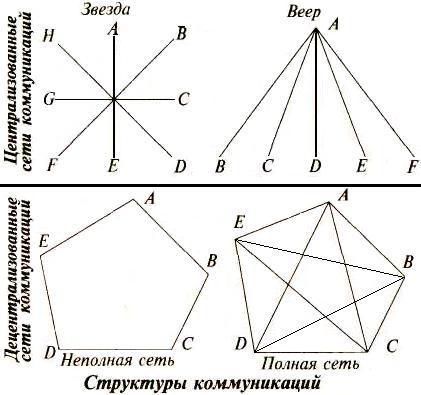 Централизованные
сети коммуникаций
Звезда
A
B
C
D
E
F
G
H
Веер
A
B
C
D
E
F
Децентрализованные
сети коммуникаций
A
B
C
D
E
Неполная сеть
A
B
C
D
E
Полная сеть
Структуры коммуникаций